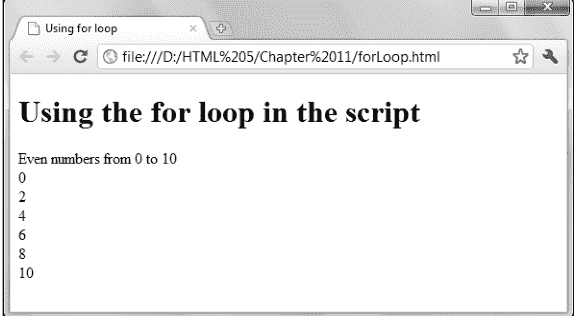 Using for loop
file:///D:/HTML%205/Chapter%2011/forLoop.html
Using the for loop in the script
Even numbers from 0 to 10
0
2
4
6
8
10